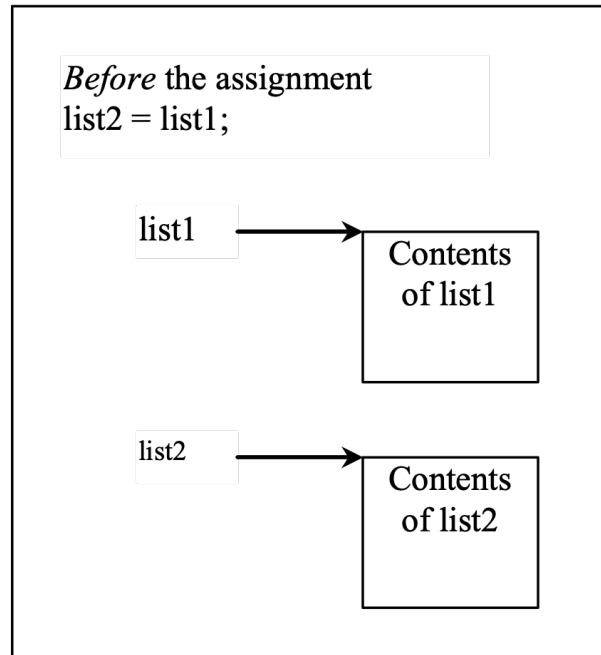 Before the assignment
list2 = list1;
list1
Contents
of list1
list2
Contents
of list2